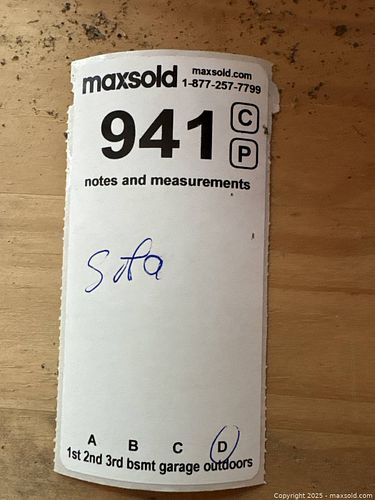 maxsold maxsold.com
1-877-257-7799
941 C
P
notes and measurements
Sofa
A B C D
1st 2nd 3rd bsmt garage outdoors
Copyright 2025 - maxsold.com